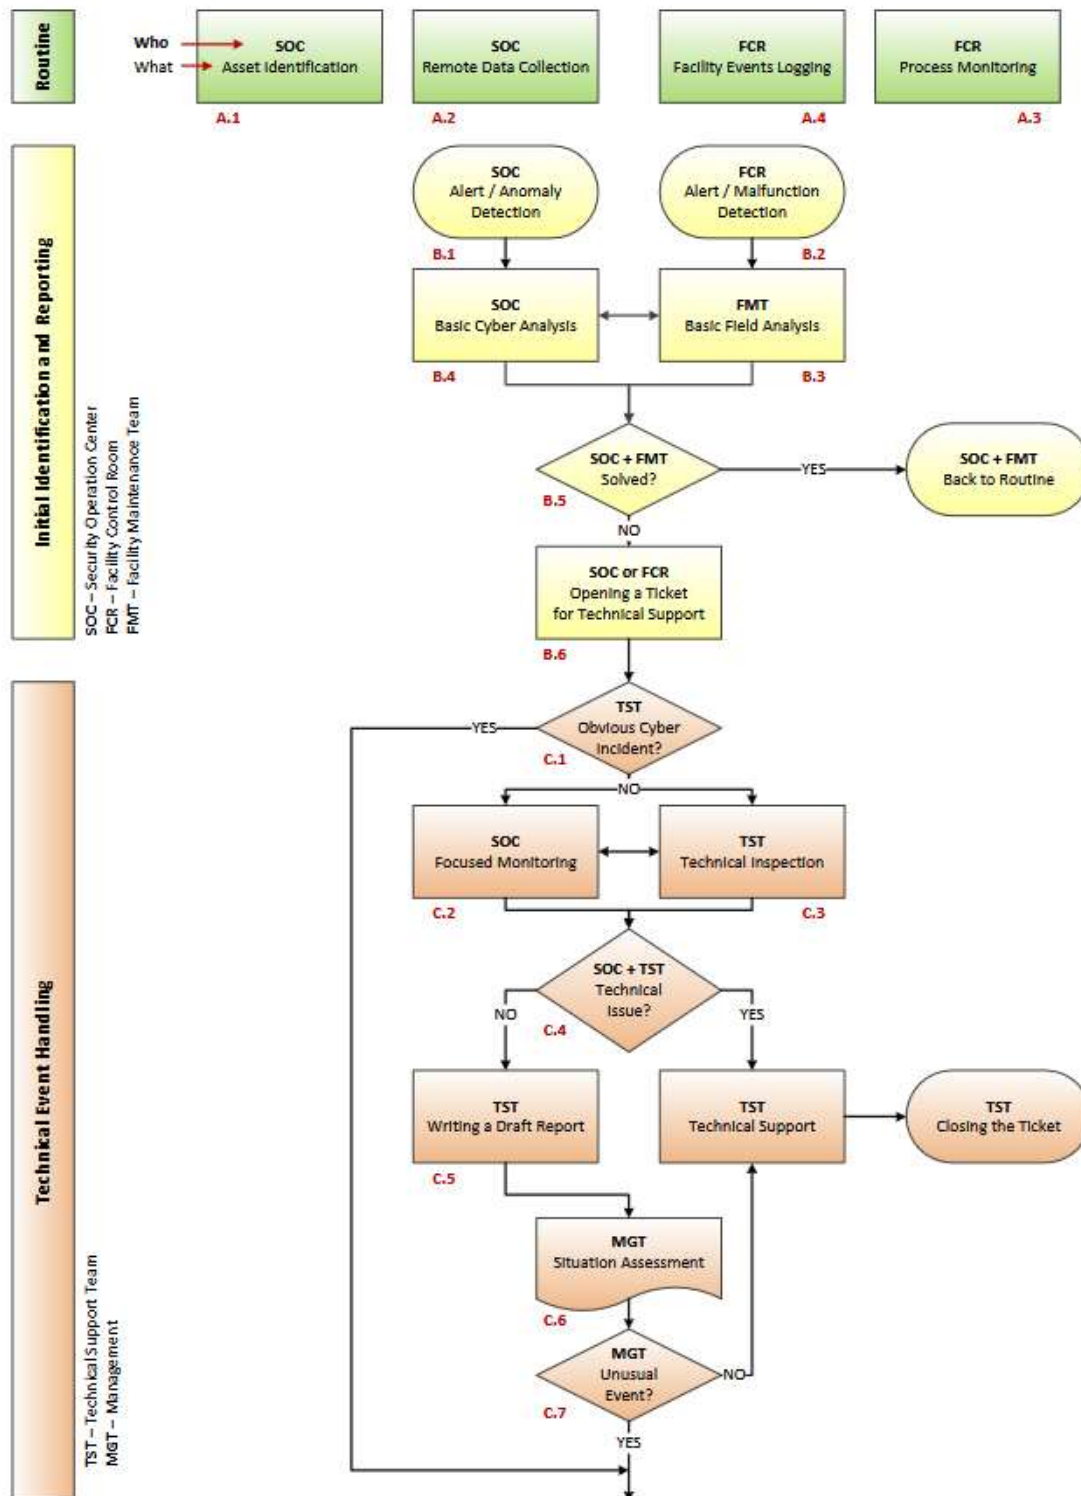 Routine
Who
What
SOC
Asset Identification
A.1
SOC
Remote Data Collection
A.2
FCR
Facility Events Logging
A.4
FCR
Process Monitoring
A.3
Initial Identification and Reporting
SOC – Security Operation Center
FCR – Facility Control Room
FMT – Facility Maintenance Team
SOC
Alert / Anomaly
Detection
B.1
FCR
Alert / Malfunction
Detection
B.2
SOC
Basic Cyber Analysis
B.4
FMT
Basic Field Analysis
B.3
SOC + FMT
Solved?
B.5
YES
SOC + FMT
Back to Routine
NO
SOC or FCR
Opening a Ticket
for Technical Support
B.6
Technical Event Handling
TST – Technical Support Team
MGT – Management
TST
Obvious Cyber
Incident?
C.1
YES
NO
SOC
Focused Monitoring
C.2
TST
Technical Inspection
C.3
SOC + TST
Technical
Issue?
C.4
NO
YES
TST
Writing a Draft Report
C.5
TST
Technical Support
TST
Closing the Ticket
MGT
Situation Assessment
C.6
MGT
Unusual
Event?
C.7
NO
YES